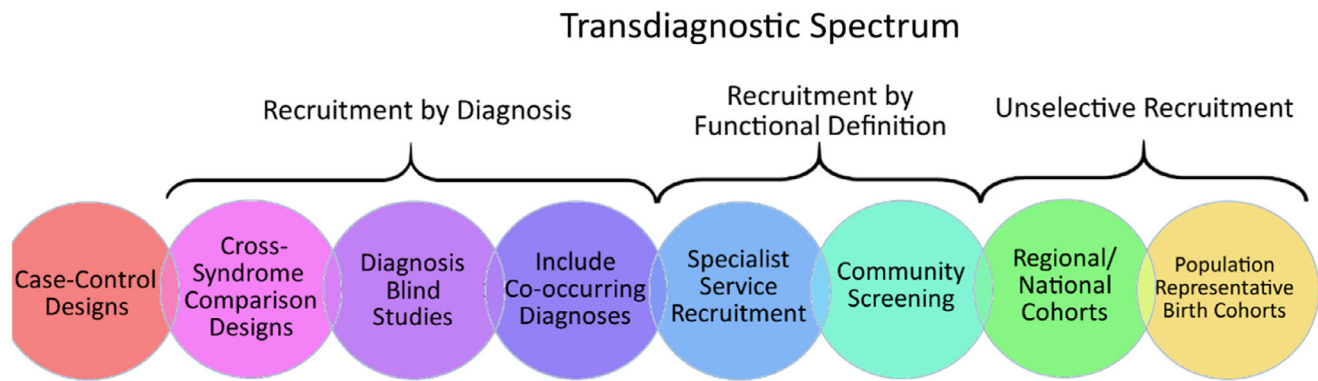 Transdiagnostic Spectrum
Recruitment by Diagnosis
Recruitment by
Functional Definition
Unselective Recruitment
Case-Control
Designs
Cross-
Syndrome
Comparison
Designs
Diagnosis
Blind
Studies
Include
Co-occurring
Diagnoses
Specialist
Service
Recruitment
Community
Screening
Regional/
National
Cohorts
Population
Representative
Birth Cohorts